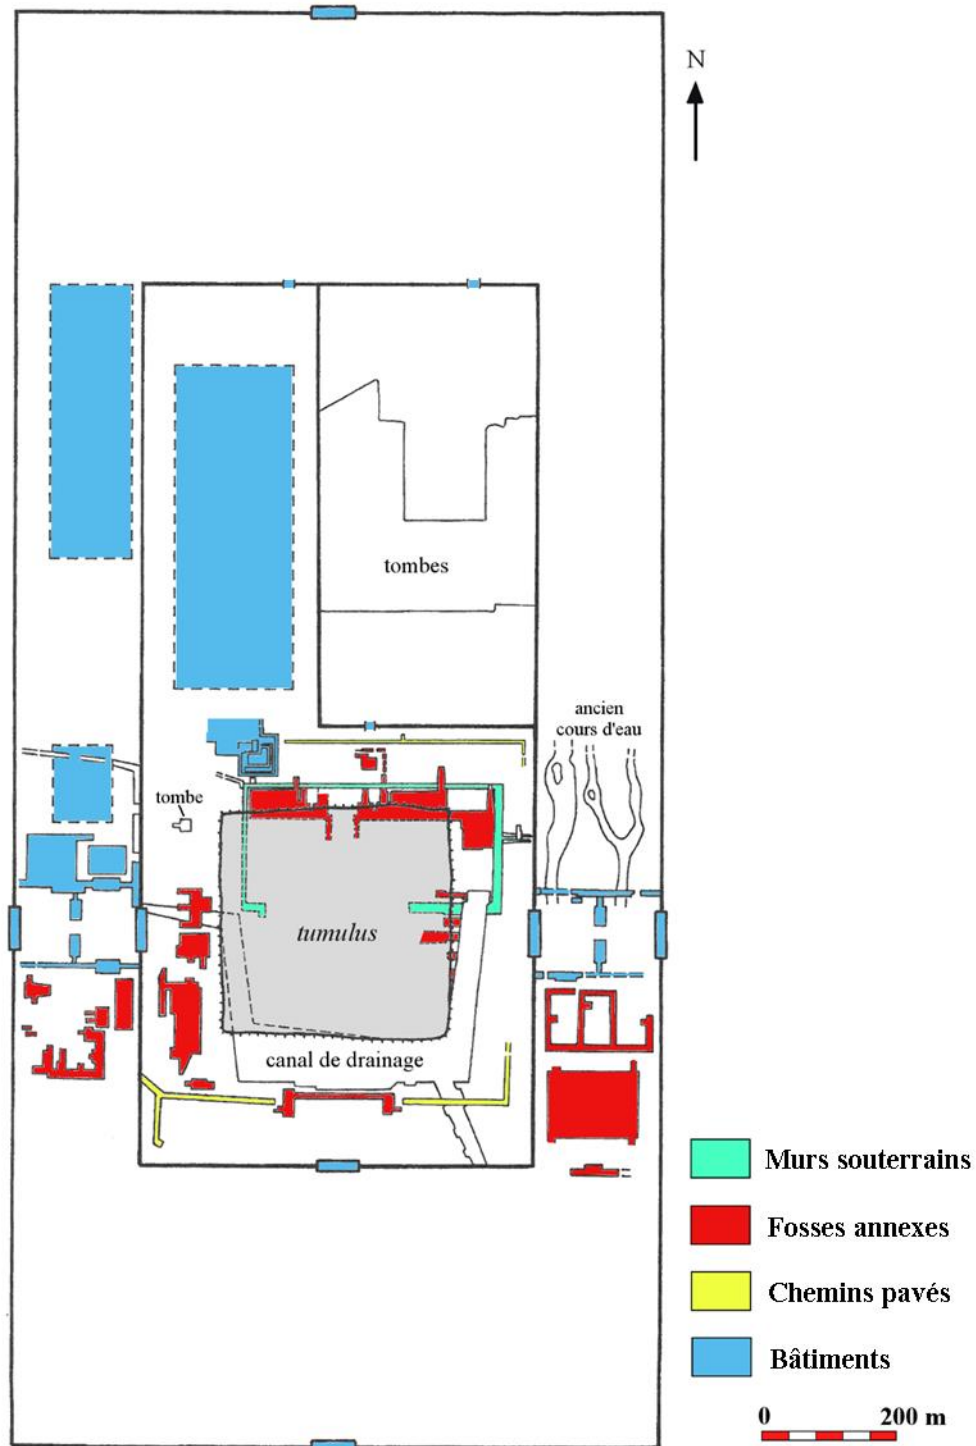 N
tombes
ancien
cours d'eau
tombe
tumulus
canal de drainage
Murs souterrains
Fosses annexes
Chemins pavés
Bâtiments
0 200 m